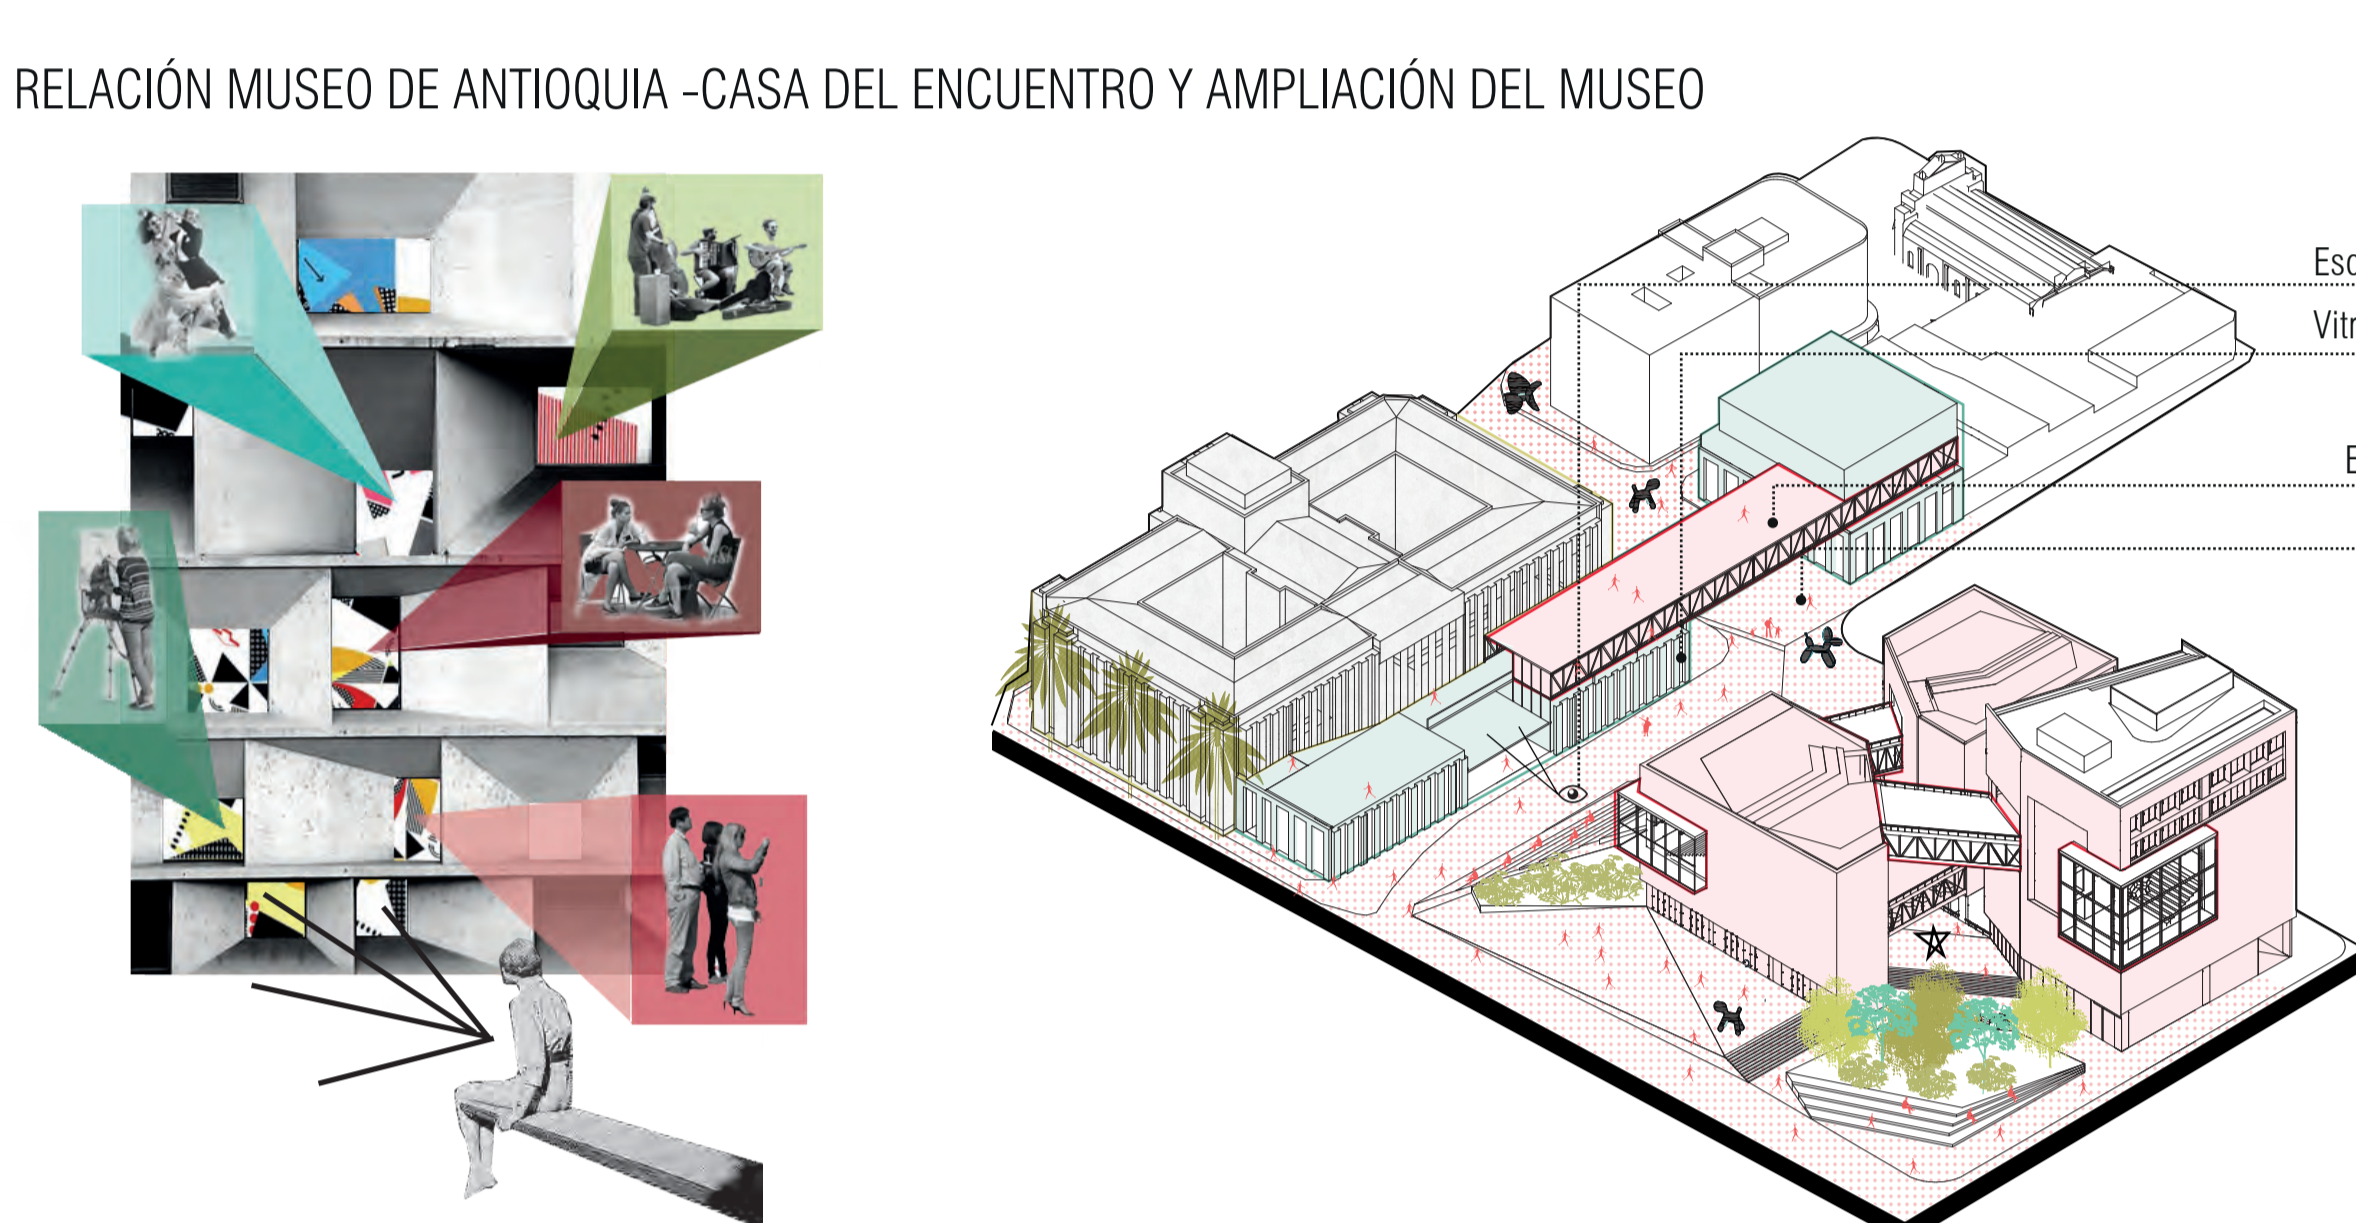 RELACIÓN MUSEO DE ANTIOQUIA -CASA DEL ENCUENTRO Y AMPLIACIÓN DEL MUSEO